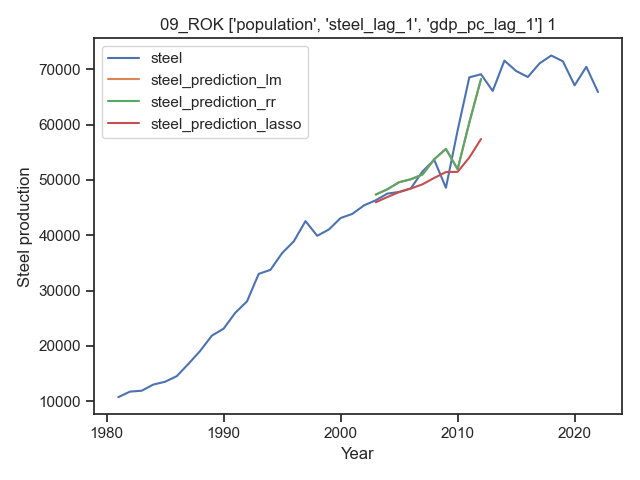 09_ROK ['population', 'steel_lag_1', 'gdp_pc_lag_1'] 1
steel
steel_prediction_lm
steel_prediction_rr
steel_prediction_lasso
Steel production
70000
60000
50000
40000
30000
20000
10000
1980
1990
2000
2010
2020
Year